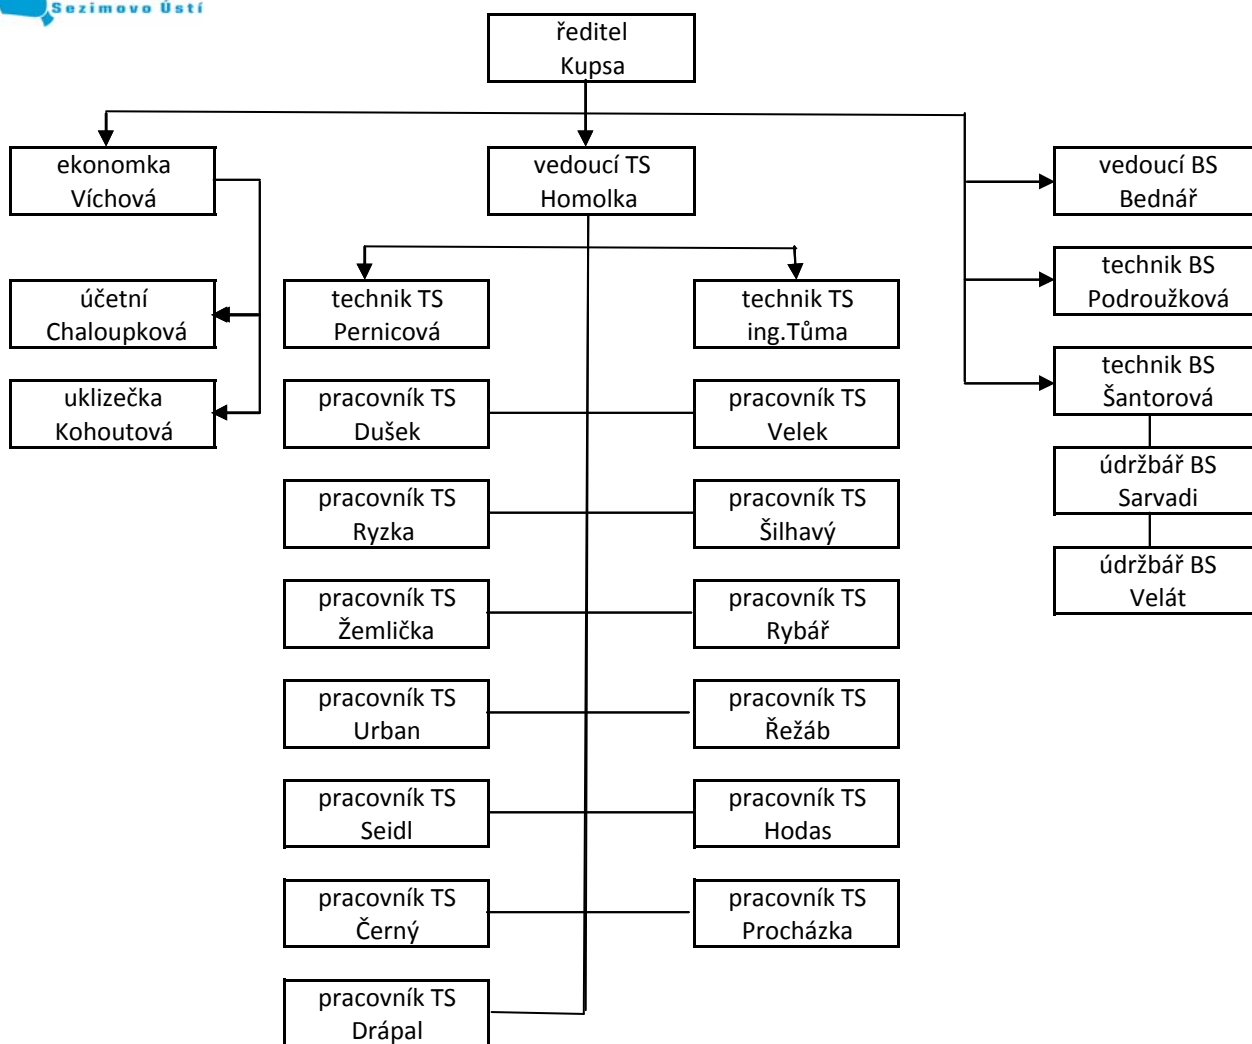 Sezimovo Ústí
ředitel
Kupsa
ekonomka
Víchová
vedoucí TS
Homolka
vedoucí BS
Bednář
účetní
Chaloupková
technik TS
Pernicová
technik TS
ing.Tůma
technik BS
Podroužková
uklizečka
Kohoutová
pracovník TS
Dušek
pracovník TS
Velek
technik BS
Šantorová
pracovník TS
Ryzka
pracovník TS
Šilhavý
údržbář BS
Sarvadi
pracovník TS
Žemlička
pracovník TS
Rybář
údržbář BS
Velát
pracovník TS
Urban
pracovník TS
Řežáb
pracovník TS
Seidl
pracovník TS
Hodas
pracovník TS
Černý
pracovník TS
Procházka
pracovník TS
Drápal